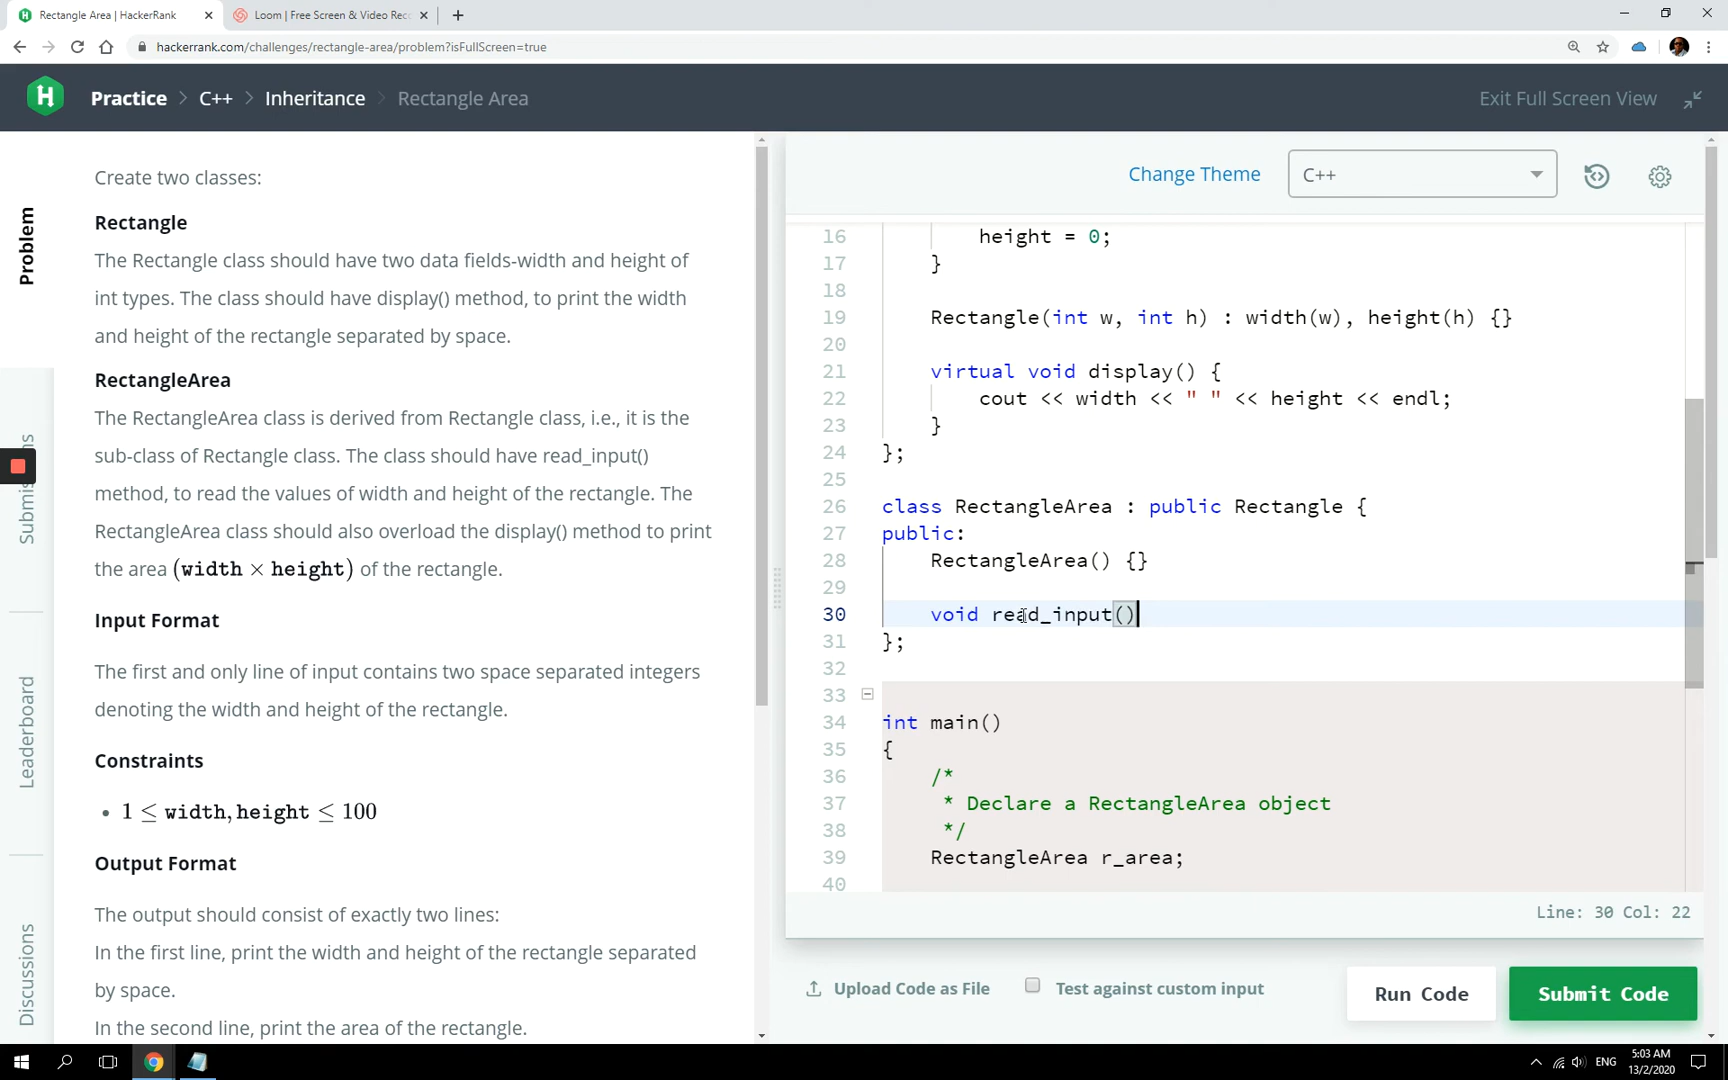 Rectangle Area | HackerRank
Loom | Free Screen & Video Rec
hackerrank.com/challenges/rectangle-area/problem?isFullScreen=true
Practice > C++ > Inheritance > Rectangle Area
Exit Full Screen View
Problem
Submissions
Leaderboard
Discussions
Create two classes:
Rectangle
The Rectangle class should have two data fields-width and height of
int types. The class should have display() method, to print the width
and height of the rectangle separated by space.
RectangleArea
The RectangleArea class is derived from Rectangle class, i.e., it is the
sub-class of Rectangle class. The class should have read_input()
method, to read the values of width and height of the rectangle. The
RectangleArea class should also overload the display() method to print
the area (width × height) of the rectangle.
Input Format
The first and only line of input contains two space separated integers
denoting the width and height of the rectangle.
Constraints
• 1 ≤ width, height ≤ 100
Output Format
The output should consist of exactly two lines:
In the first line, print the width and height of the rectangle separated
by space.
In the second line, print the area of the rectangle.
Change Theme
C++
16 height = 0;
17 }
18
19 Rectangle(int w, int h) : width(w), height(h) {}
20
21 virtual void display() {
22 cout << width << " " << height << endl;
23 }
24 };
25
26 class RectangleArea : public Rectangle {
27 public:
28 RectangleArea() {}
29
30 void read_input()
31 };
32
33
34 int main()
35 {
36 /*
37 * Declare a RectangleArea object
38 */
39 RectangleArea r_area;
40
Line: 30 Col: 22
Upload Code as File
Test against custom input
Run Code
Submit Code
ENG
5:03 AM
13/2/2020